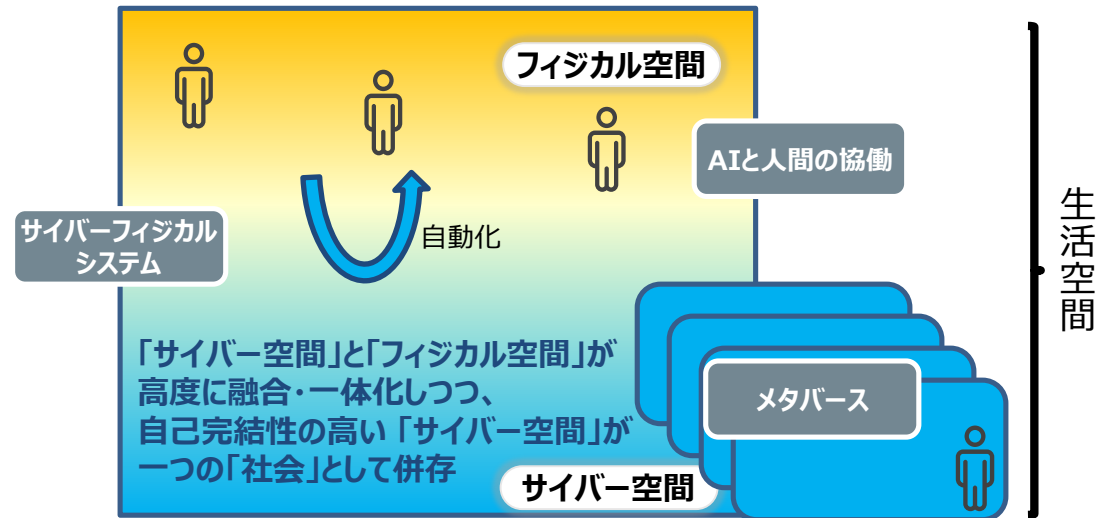 フィジカル空間
AIと人間の協働
サイバーフィジカル
システム
自動化
生活空間
「サイバー空間」と「フィジカル空間」が
高度に融合・一体化しつつ、
自己完結性の高い「サイバー空間」が
一つの「社会」として併存
メタバース
サイバー空間